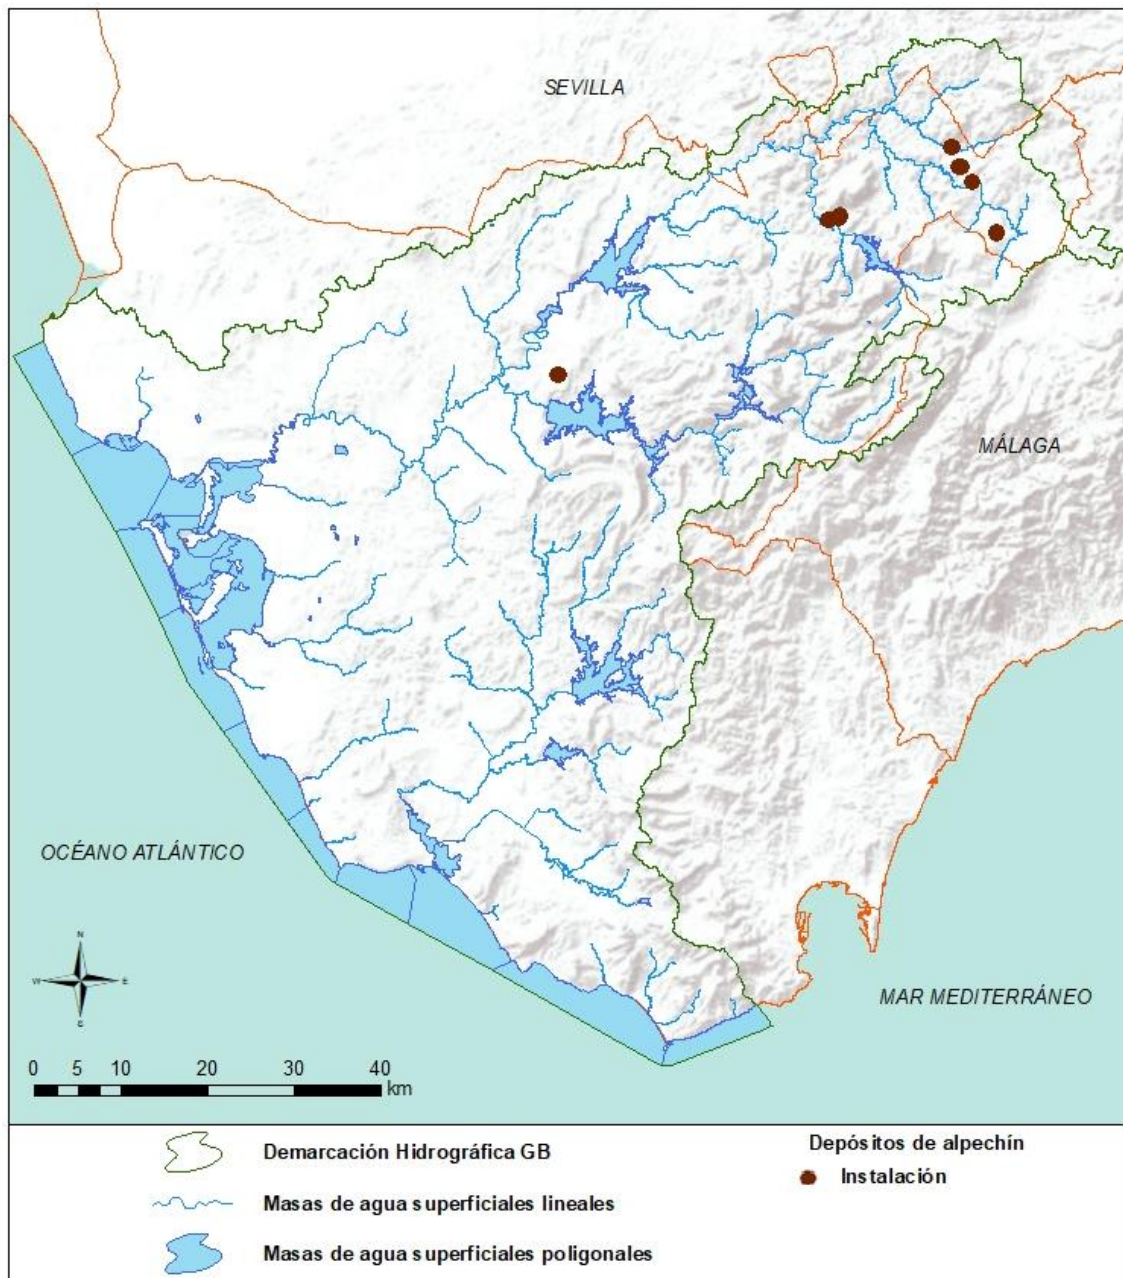 SEVILLA
MÁLAGA
OCÉANO ATLÁNTICO
N
W E
S
MAR MEDITERRÁNEO
0 5 10 20 30 40
km
Demarcación Hidrográfica GB
Masas de agua superficiales lineales
Masas de agua superficiales poligonales
Depósitos de alpechín
Instalación